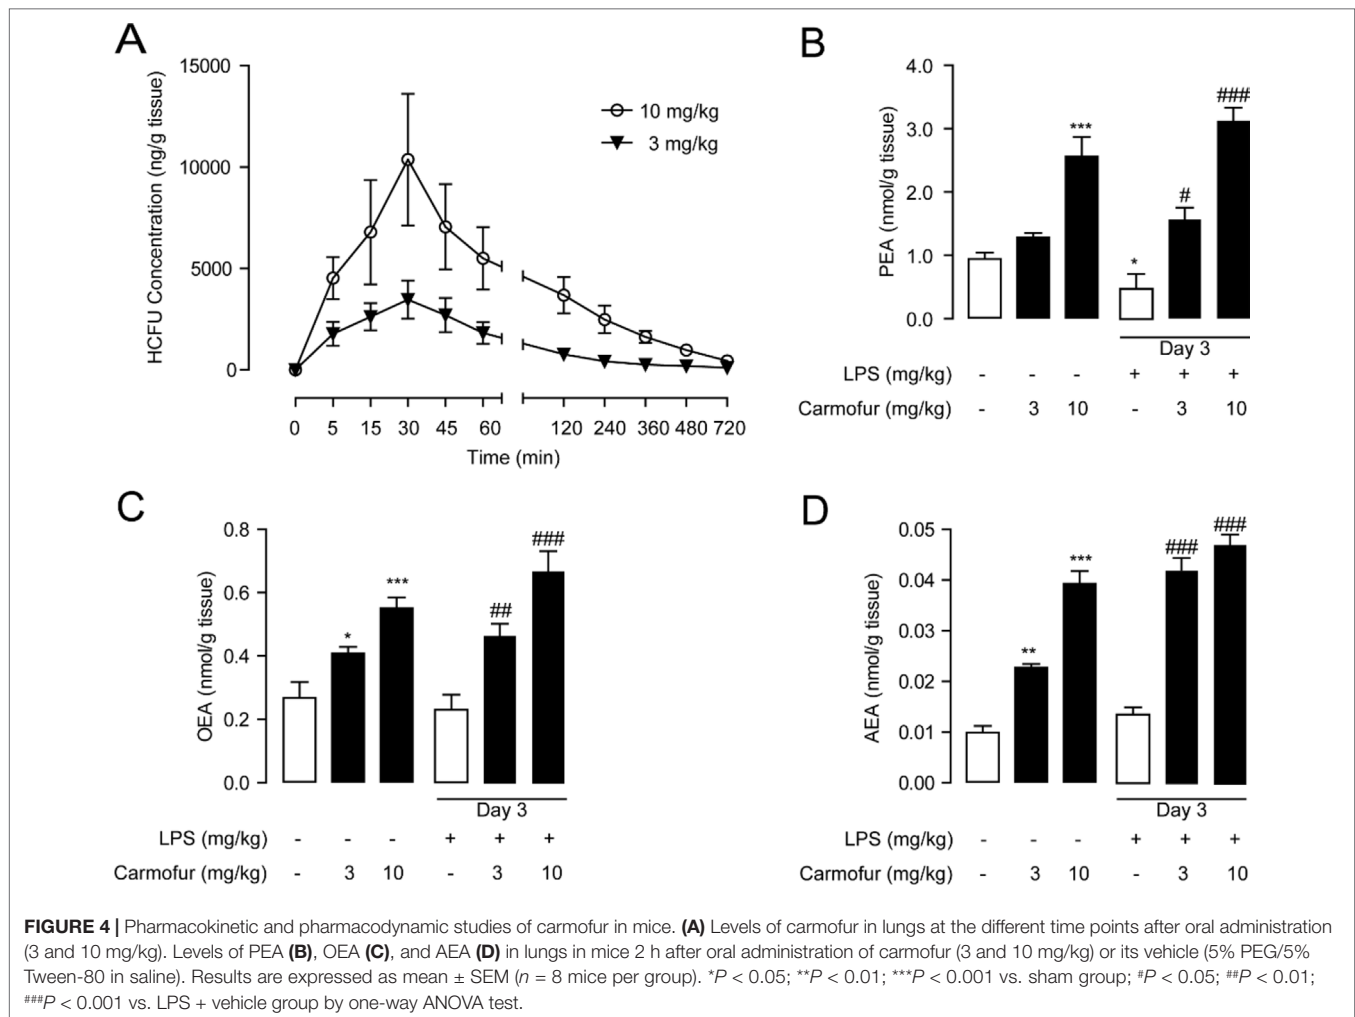 A
HCFU Concentration (ng/g tissue)
15000
10000
5000
0
10 mg/kg
3 mg/kg
0 5 15 30 45 60 120 240 360 480 720
Time (min)
B
PEA (nmol/g tissue)
4.0
3.0
2.0
1.0
0.0
***
*
#
###
Day 3
LPS (mg/kg) - - - + + +
Carmofur (mg/kg) - 3 10 - 3 10
C
OEA (nmol/g tissue)
0.8
0.6
0.4
0.2
0.0
*
***
##
###
Day 3
LPS (mg/kg) - - - + + +
Carmofur (mg/kg) - 3 10 - 3 10
D
AEA (nmol/g tissue)
0.05
0.04
0.03
0.02
0.01
0.00
**
***
###
###
Day 3
LPS (mg/kg) - - - + + +
Carmofur (mg/kg) - 3 10 - 3 10
FIGURE 4 | Pharmacokinetic and pharmacodynamic studies of carmofur in mice. (A) Levels of carmofur in lungs at the different time points after oral administration
(3 and 10 mg/kg). Levels of PEA (B), OEA (C), and AEA (D) in lungs in mice 2 h after oral administration of carmofur (3 and 10 mg/kg) or its vehicle (5% PEG/5%
Tween-80 in saline). Results are expressed as mean ± SEM (n = 8 mice per group). *P < 0.05; **P < 0.01; ***P < 0.001 vs. sham group; #P < 0.05; ##P < 0.01;
###P < 0.001 vs. LPS + vehicle group by one-way ANOVA test.